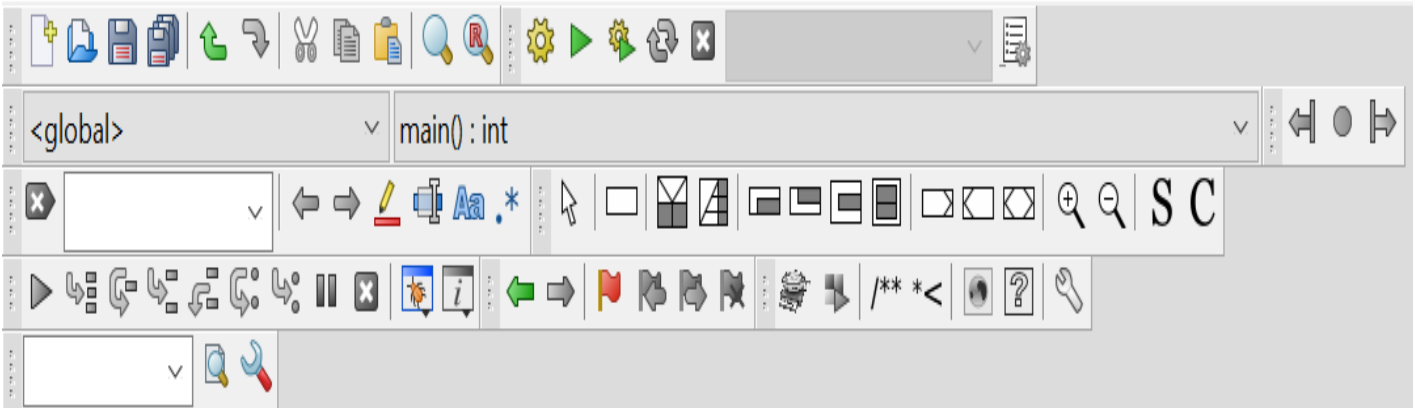 R
<global> main() : int
Aa .* S C
i /** *< ?